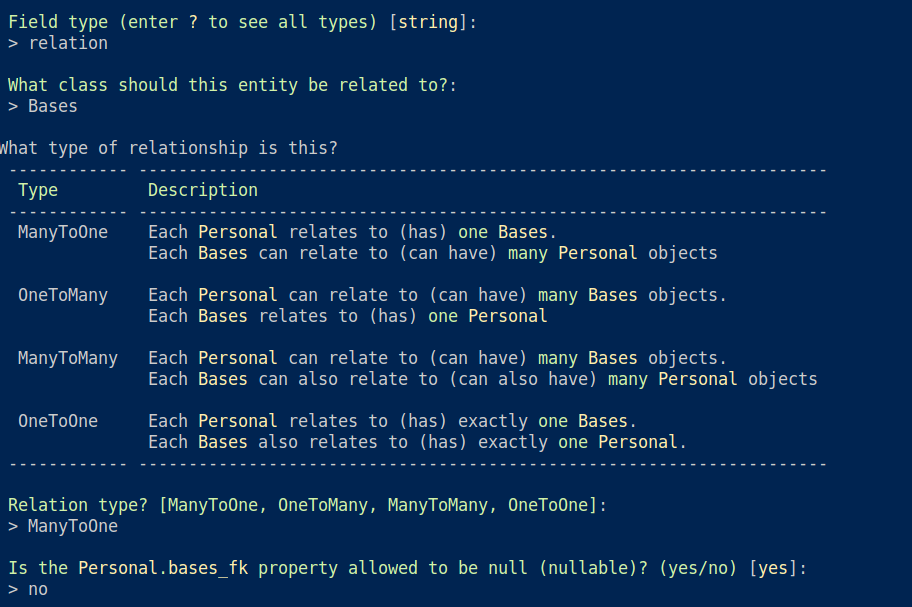 Field type (enter ? to see all types) [string]:
> relation
What class should this entity be related to?:
> Bases
What type of relationship is this?
------------ ---------------------------------------------------------------------
Type Description
------------ ---------------------------------------------------------------------
ManyToOne Each Personal relates to (has) one Bases.
Each Bases can relate to (can have) many Personal objects
OneToMany Each Personal can relate to (can have) many Bases objects.
Each Bases relates to (has) one Personal
ManyToMany Each Personal can relate to (can have) many Bases objects.
Each Bases can also relate to (can also have) many Personal objects
OneToOne Each Personal relates to (has) exactly one Bases.
Each Bases also relates to (has) exactly one Personal.
------------ ---------------------------------------------------------------------
Relation type? [ManyToOne, OneToMany, ManyToMany, OneToOne]:
> ManyToOne
Is the Personal.bases_fk property allowed to be null (nullable)? (yes/no) [yes]:
> no